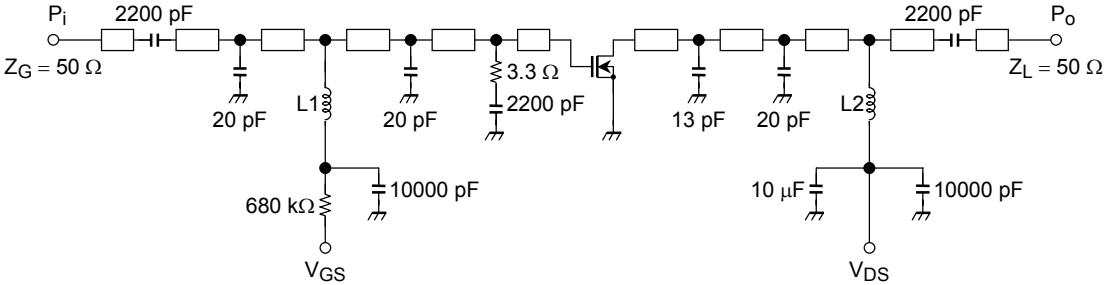 Pi
2200 pF
2200 pF
Po
ZG = 50 Ω
3.3 Ω
ZL = 50 Ω
L1
2200 pF
L2
20 pF
20 pF
13 pF
20 pF
10000 pF
10 μF
10000 pF
680 kΩ
VGS
VDS